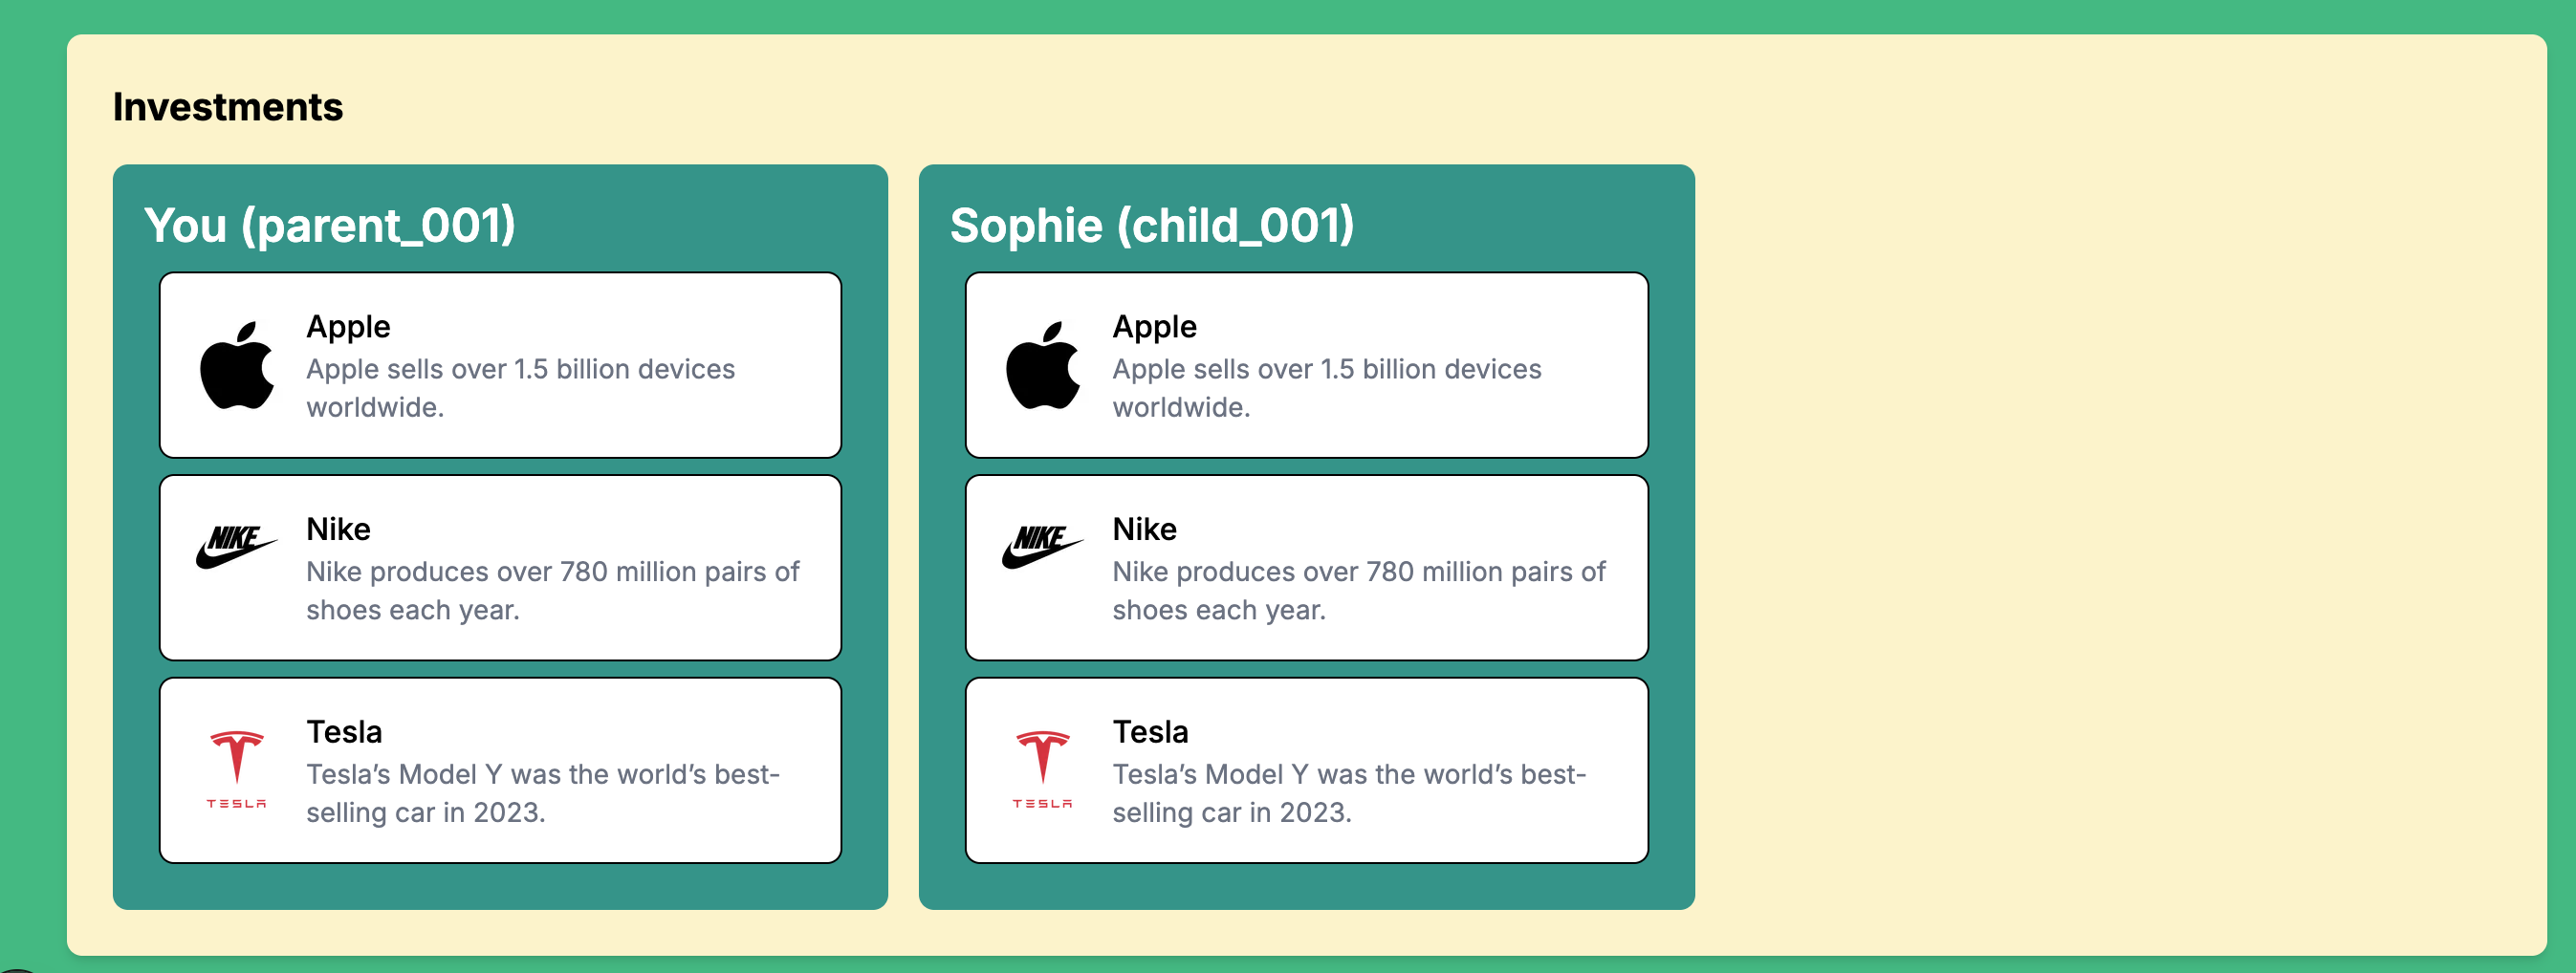 Investments
You (parent_001)
Apple
Apple sells over 1.5 billion devices
worldwide.
NIKE
Nike
Nike produces over 780 million pairs of
shoes each year.
TESLA
Tesla
Tesla’s Model Y was the world’s best-
selling car in 2023.
Sophie (child_001)
Apple
Apple sells over 1.5 billion devices
worldwide.
NIKE
Nike
Nike produces over 780 million pairs of
shoes each year.
TESLA
Tesla
Tesla’s Model Y was the world’s best-
selling car in 2023.